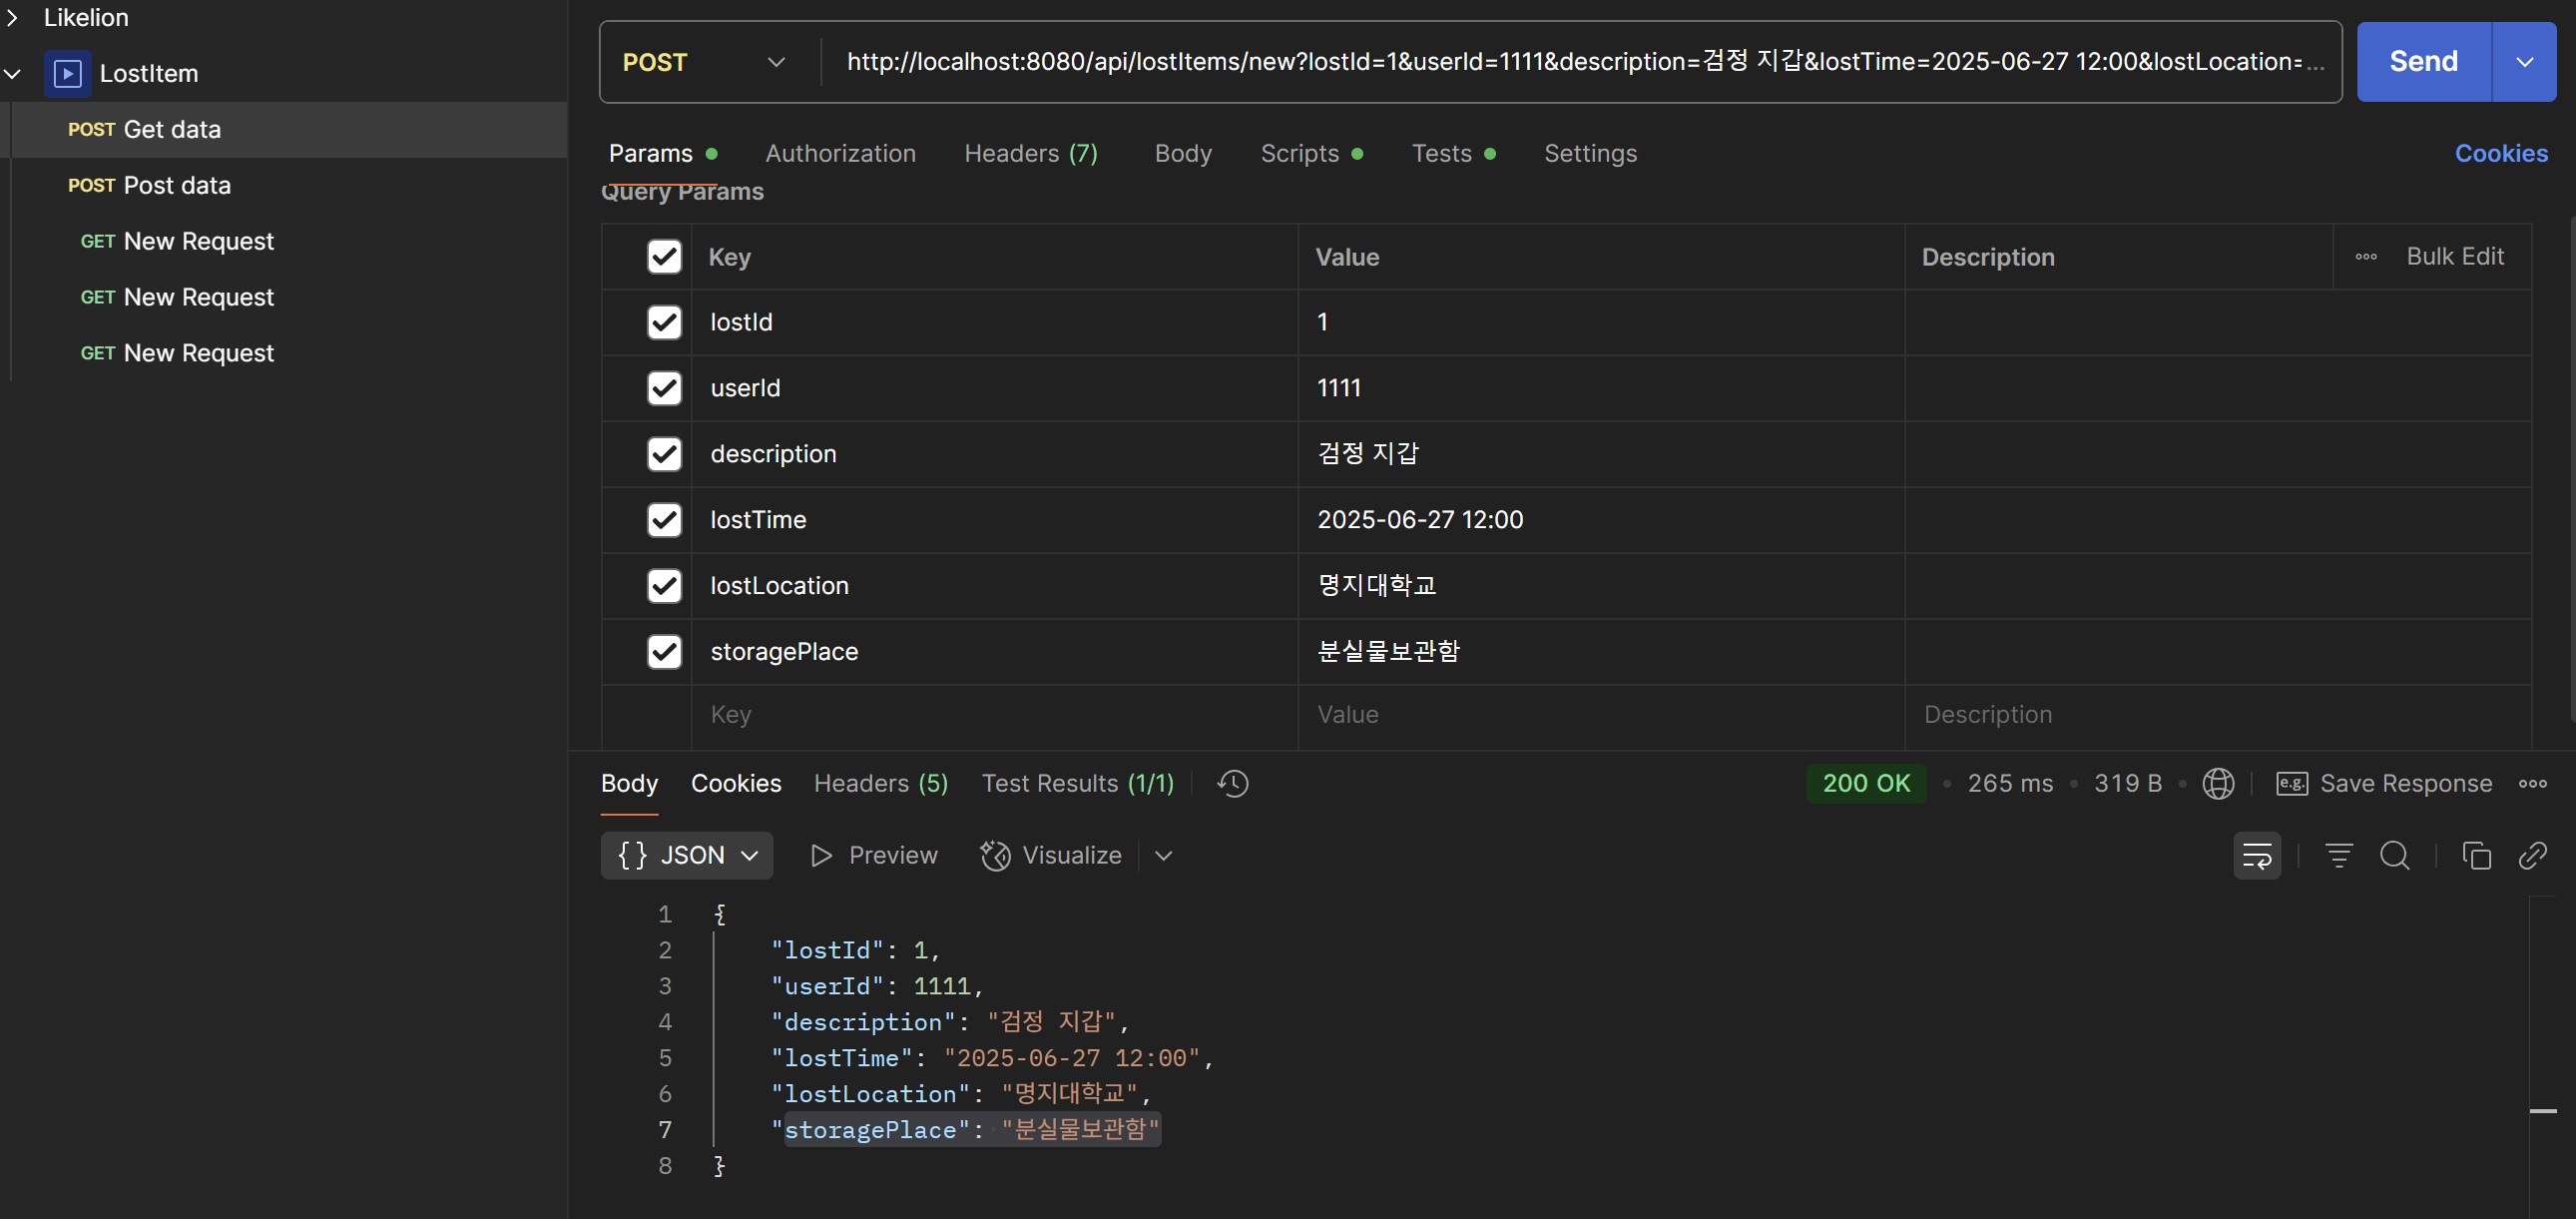 Likelion
LostItem
POST Get data
POST Post data
GET New Request
GET New Request
GET New Request
POST http://localhost:8080/api/lostItems/new?lostId=1&userId=1111&description=검정 지갑&lostTime=2025-06-27 12:00&lostLocation=... Send
Params Authorization Headers (7) Body Scripts Tests Settings Cookies
Query Params
Key Value Description Bulk Edit
lostId 1
userId 1111
description 검정 지갑
lostTime 2025-06-27 12:00
lostLocation 명지대학교
storagePlace 분실물보관함
Key Value Description
Body Cookies Headers (5) Test Results (1/1) 200 OK 265 ms 319 B e.g. Save Response
{} JSON Preview Visualize
1 {
2 "lostId": 1,
3 "userId": 1111,
4 "description": "검정 지갑",
5 "lostTime": "2025-06-27 12:00",
6 "lostLocation": "명지대학교",
7 "storagePlace": "분실물보관함"
8 }